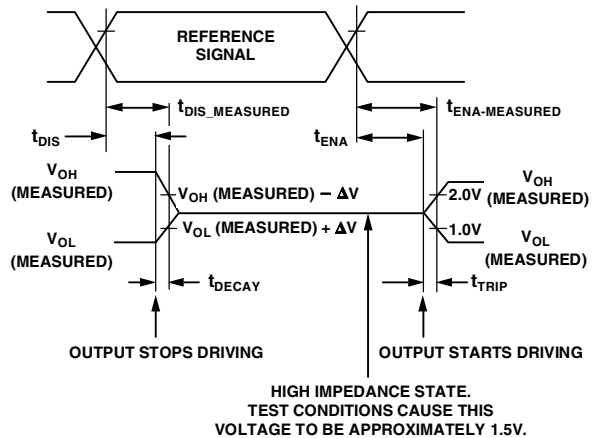 REFERENCE
SIGNAL
tDIS_MEASURED
tENA-MEASURED
tDIS
tENA
VOH
(MEASURED)
VOH (MEASURED) – ΔV
2.0V
VOH
(MEASURED)
VOL
(MEASURED)
VOL (MEASURED) + ΔV
1.0V
VOL
(MEASURED)
tDECAY
tTRIP
OUTPUT STOPS DRIVING
OUTPUT STARTS DRIVING
HIGH IMPEDANCE STATE.
TEST CONDITIONS CAUSE THIS
VOLTAGE TO BE APPROXIMATELY 1.5V.